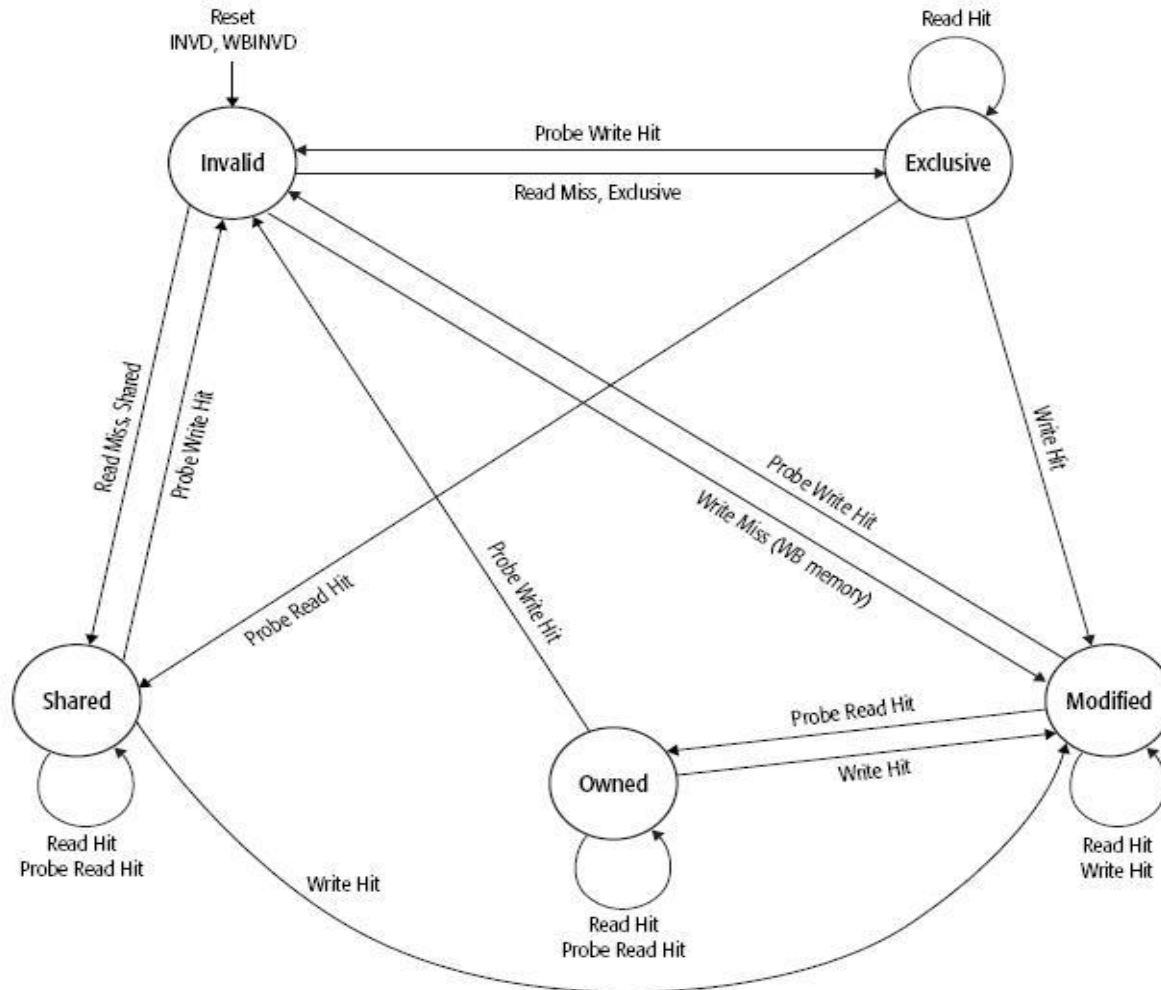 Reset
INVD, WBINVD
Read Hit
Probe Write Hit
Invalid
Exclusive
Read Miss, Exclusive
Read Miss, Shared
Probe Write Hit
Write Hit
Probe Write Hit
Write Miss (WB memory)
Probe Write Hit
Probe Read Hit
Shared
Modified
Probe Read Hit
Owned
Write Hit
Read Hit
Probe Read Hit
Read Hit
Write Hit
Write Hit
Read Hit
Probe Read Hit